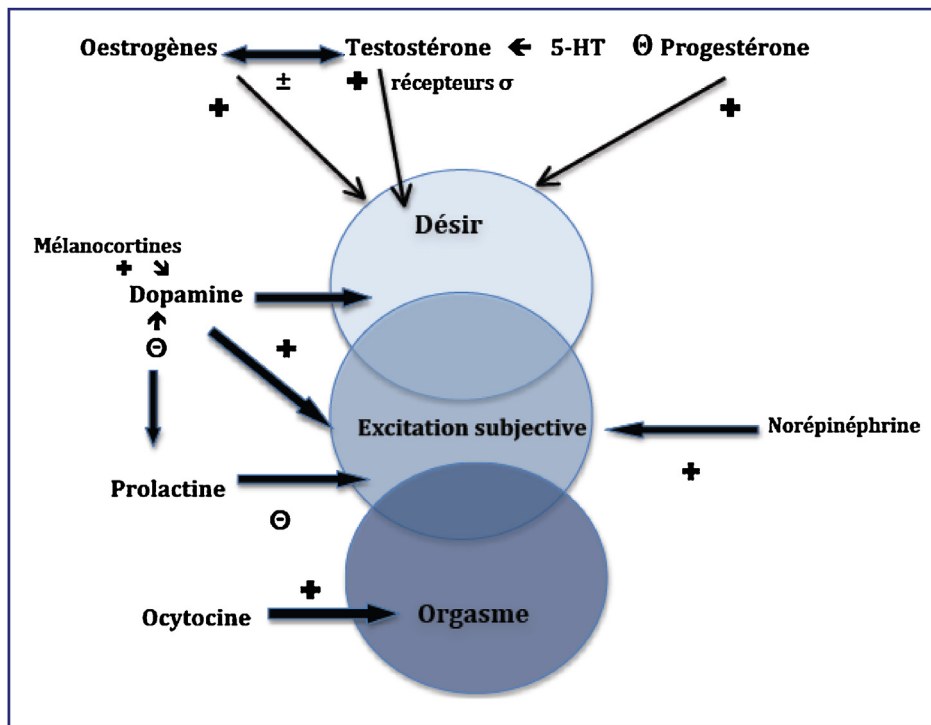 Oestrogènes Testostérone ← 5-HT Θ Progestérone
± + récepteurs σ
+ +
Désir
Mélanocortines
+ ↘
Dopamine
↑
Θ +
Excitation subjective Norépinéphrine
+
Prolactine
Θ
+
Ocytocine Orgasme